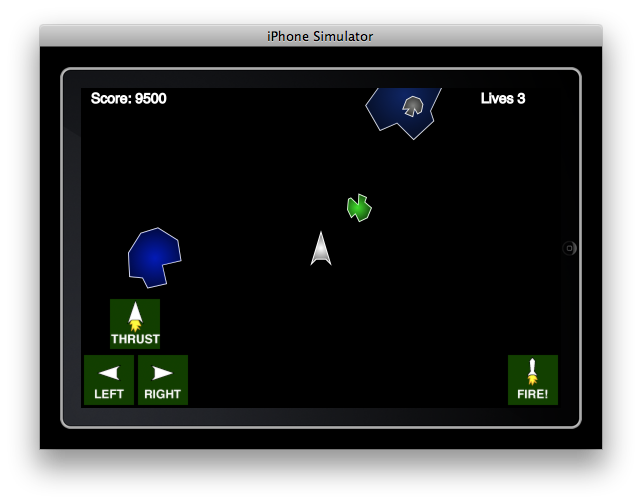 iPhone Simulator
Score: 9500
Lives 3
THRUST
LEFT
RIGHT
FIRE!